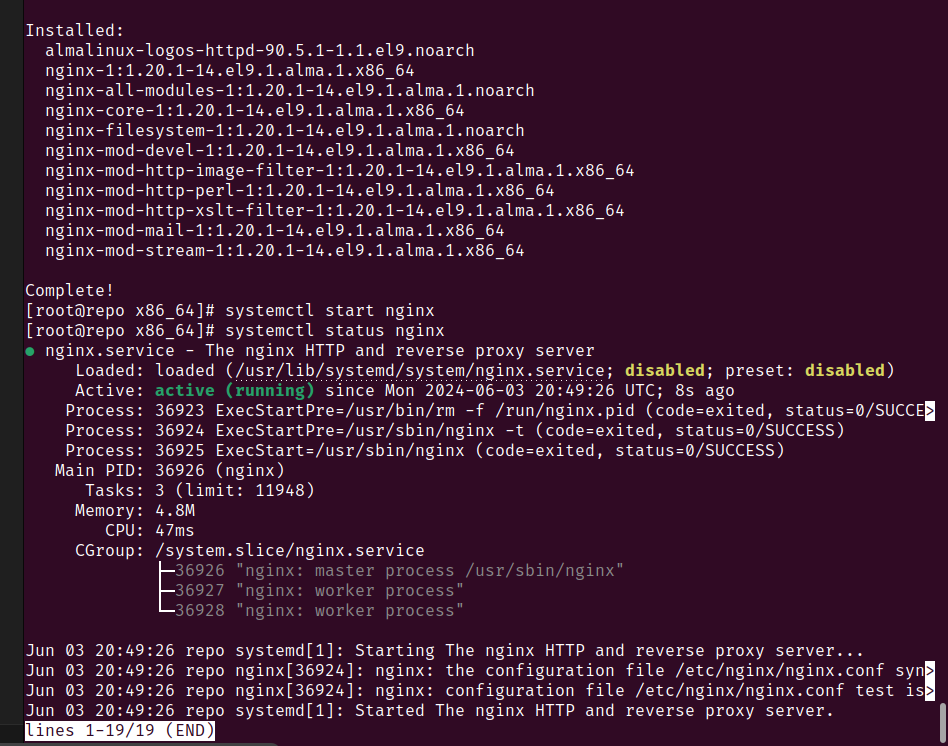 Installed:
  almalinux-logos-httpd-90.5.1-1.1.el9.noarch
  nginx-1:1.20.1-14.el9.1.alma.1.x86_64
  nginx-all-modules-1:1.20.1-14.el9.1.alma.1.noarch
  nginx-core-1:1.20.1-14.el9.1.alma.1.x86_64
  nginx-filesystem-1:1.20.1-14.el9.1.alma.1.noarch
  nginx-mod-devel-1:1.20.1-14.el9.1.alma.1.x86_64
  nginx-mod-http-image-filter-1:1.20.1-14.el9.1.alma.1.x86_64
  nginx-mod-http-perl-1:1.20.1-14.el9.1.alma.1.x86_64
  nginx-mod-http-xslt-filter-1:1.20.1-14.el9.1.alma.1.x86_64
  nginx-mod-mail-1:1.20.1-14.el9.1.alma.1.x86_64
  nginx-mod-stream-1:1.20.1-14.el9.1.alma.1.x86_64

Complete!
[root@repo x86_64]# systemctl start nginx
[root@repo x86_64]# systemctl status nginx
● nginx.service - The nginx HTTP and reverse proxy server
     Loaded: loaded (/usr/lib/systemd/system/nginx.service; disabled; preset: disabled)
     Active: active (running) since Mon 2024-06-03 20:49:26 UTC; 8s ago
    Process: 36923 ExecStartPre=/usr/bin/rm -f /run/nginx.pid (code=exited, status=0/SUCCE>
    Process: 36924 ExecStartPre=/usr/sbin/nginx -t (code=exited, status=0/SUCCESS)
    Process: 36925 ExecStart=/usr/sbin/nginx (code=exited, status=0/SUCCESS)
   Main PID: 36926 (nginx)
      Tasks: 3 (limit: 11948)
     Memory: 4.8M
        CPU: 47ms
     CGroup: /system.slice/nginx.service
             ├─36926 "nginx: master process /usr/sbin/nginx"
             ├─36927 "nginx: worker process"
             └─36928 "nginx: worker process"

Jun 03 20:49:26 repo systemd[1]: Starting The nginx HTTP and reverse proxy server...
Jun 03 20:49:26 repo nginx[36924]: nginx: the configuration file /etc/nginx/nginx.conf syn>
Jun 03 20:49:26 repo nginx[36924]: nginx: configuration file /etc/nginx/nginx.conf test is>
Jun 03 20:49:26 repo systemd[1]: Started The nginx HTTP and reverse proxy server.
lines 1-19/19 (END)